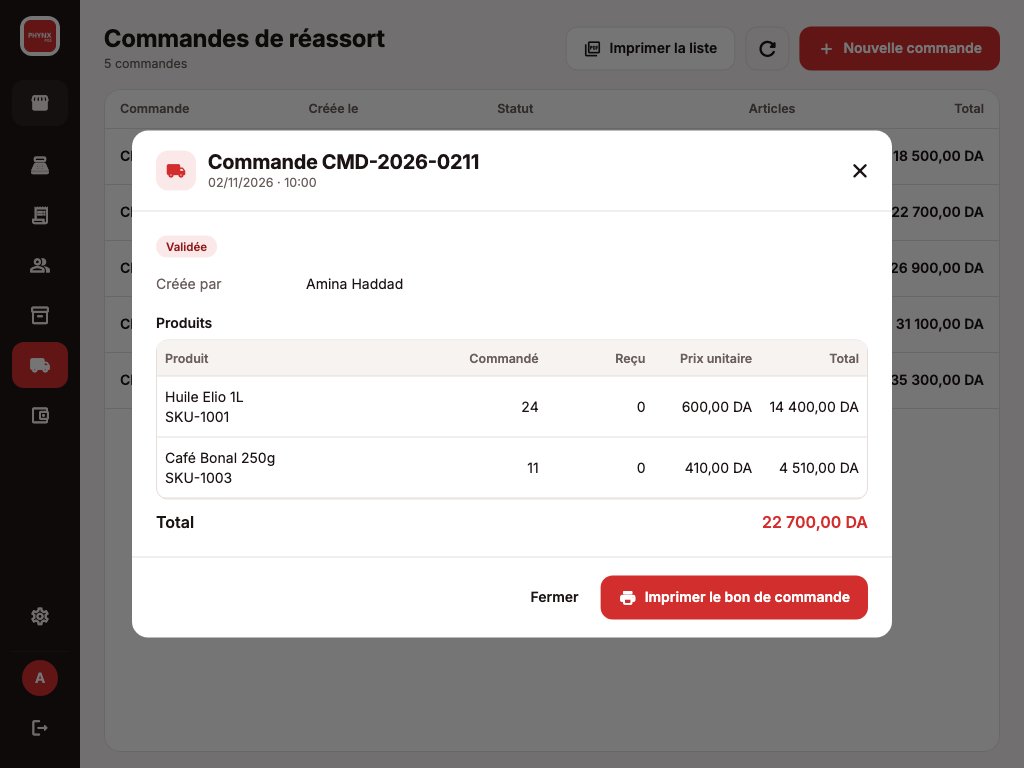 PHYNX
Commandes de réassort
5 commandes
Imprimer la liste
Nouvelle commande
Commande Créée le Statut Articles Total
18 500,00 DA
22 700,00 DA
26 900,00 DA
31 100,00 DA
35 300,00 DA
Commande CMD-2026-0211
02/11/2026 · 10:00
Validée
Créée par Amina Haddad
Produits
Produit Commandé Reçu Prix unitaire Total
Huile Elio 1L
SKU-1001
24 0 600,00 DA 14 400,00 DA
Café Bonal 250g
SKU-1003
11 0 410,00 DA 4 510,00 DA
Total 22 700,00 DA
Fermer
Imprimer le bon de commande
A